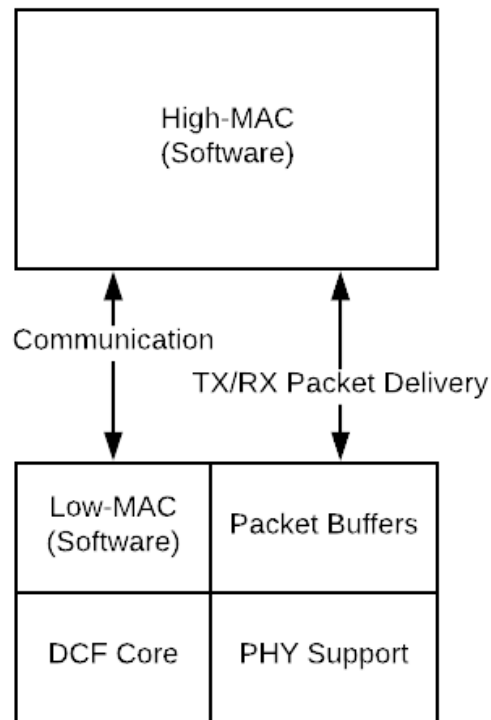 High-MAC
(Software)
Communication
TX/RX Packet Delivery
Low-MAC
(Software)
Packet Buffers
DCF Core
PHY Support